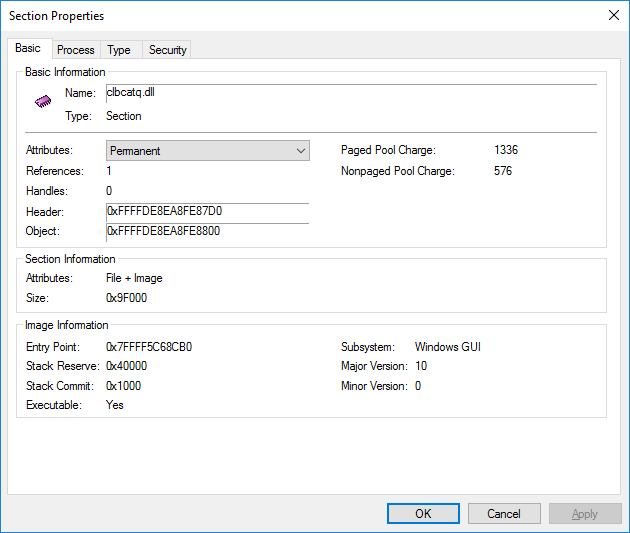 Section Properties
Basic Process Type Security
Basic Information
Name: clbcatq.dll
Type: Section
Attributes: Permanent Paged Pool Charge: 1336
References: 1 Nonpaged Pool Charge: 576
Handles: 0
Header: 0xFFFFDE8EA8FE87D0
Object: 0xFFFFDE8EA8FE8800
Section Information
Attributes: File + Image
Size: 0x9F000
Image Information
Entry Point: 0x7FFFF5C68CB0 Subsystem: Windows GUI
Stack Reserve: 0x40000 Major Version: 10
Stack Commit: 0x1000 Minor Version: 0
Executable: Yes
OK Cancel Apply